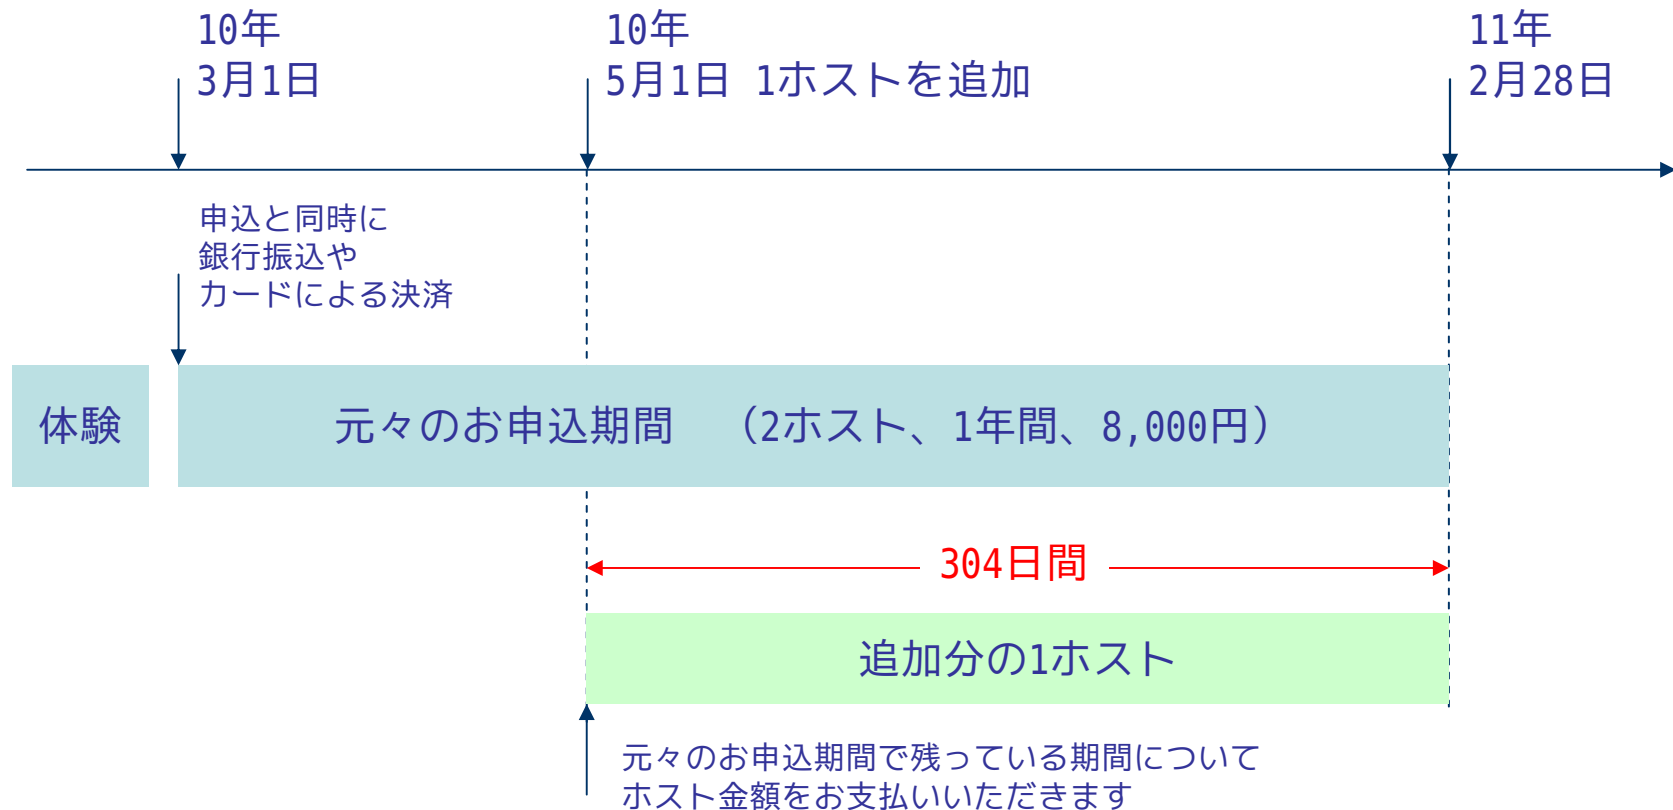 10年
3月1日
10年
5月1日 1ホストを追加
11年
2月28日
申込と同時に
銀行振込や
カードによる決済
体験
元々のお申込期間　（2ホスト、1年間、8,000円）
304日間
追加分の1ホスト
元々のお申込期間で残っている期間について
ホスト金額をお支払いいただきます